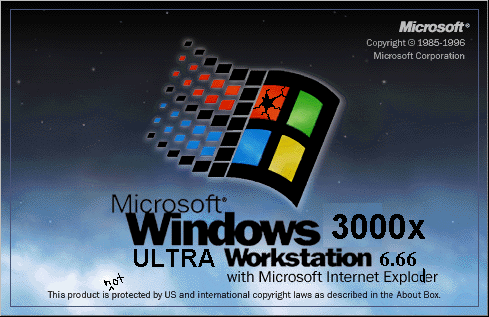 Microsoft®
Copyright © 1985-1996
Microsoft Corporation
Microsoft®
Windows 3000x
ULTRA Workstation 6.66
with Microsoft Internet Exploder
not
This product is protected by US and international copyright laws as described in the About Box.